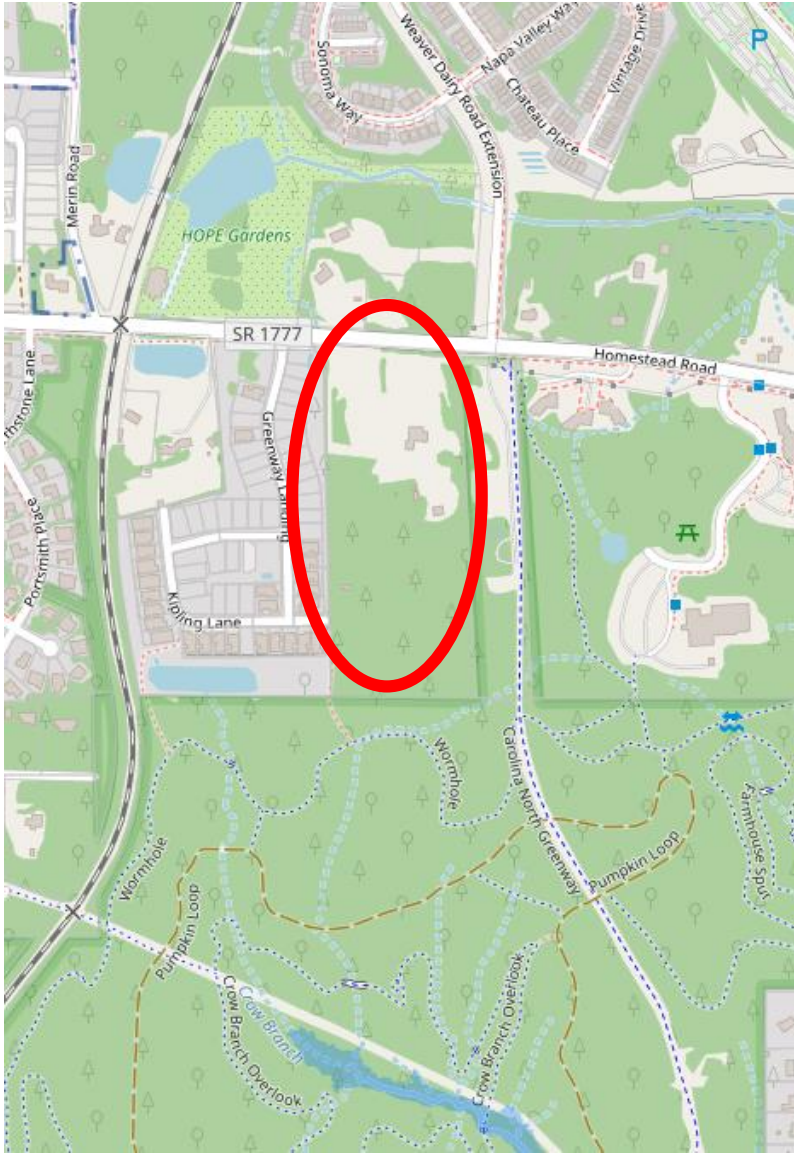 P
Weaver Dairy Road Extension
Napa Valley Way
Vintage Drive
Sonoma Way
Chateau Place
Merin Road
HOPE Gardens
SR 1777
Homestead Road
thstone Lane
Greenway Landing
Portsmith Place
Kipling Lane
Wormhole
Carolina North Greenway
Farmhouse Spur
Wormhole
Pumpkin Loop
Pumpkin Loop
Crow Branch Overlook
Crow Branch
Crow Branch Overlook